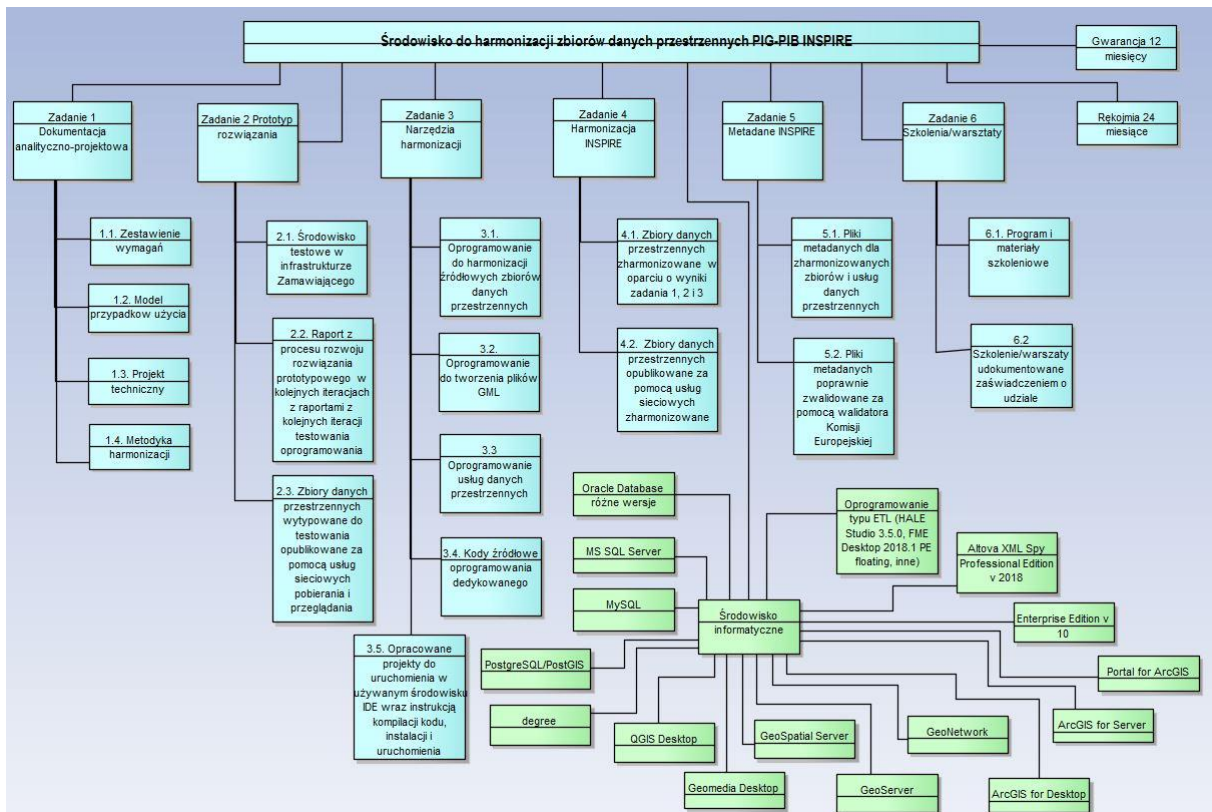 Środowisko do harmonizacji zbiorów danych przestrzennych PIG-PIB INSPIRE
Gwarancja 12
miesięcy
Rękojmia 24
miesiące
Zadanie 1
Dokumentacja
analityczno-projektowa
1.1. Zestawienie
wymagań
1.2. Model
przypadkow użycia
1.3. Projekt
techniczny
1.4. Metodyka
harmonizacji
Zadanie 2 Prototyp
rozwiązania
2.1. Środowisko
testowe w
infrastrukturze
Zamawiającego
2.2. Raport z
procesu rozwoju
rozwiązania
prototypowego w
kolejnych iteracjach
z raportami z
kolejnych iteracji
testowania
oprogramowania
2.3. Zbiory danych
przestrzennych
wytypowane do
testowania
opublikowane za
pomocą usług
sieciowych
pobierania i
przeglądania
Zadanie 3
Narzędzia
harmonizacji
3.1.
Oprogramowanie
do harmonizacji
źródłowych zbiorów
danych
przestrzennych
3.2.
Oprogramowanie
do tworzenia plików
GML
3.3
Oprogramowanie
usług danych
przestrzennych
3.4. Kody źródłowe
oprogramowania
dedykowanego
3.5. Opracowane
projekty do
uruchomienia w
używanym środowisku
IDE wraz instrukcją
kompilacji kodu,
instalacji i
uruchomienia
Zadanie 4
Harmonizacja
INSPIRE
4.1. Zbiory danych
przestrzennych
zharmonizowane w
oparciu o wyniki
zadania 1, 2 i 3
4.2. Zbiory danych
przestrzennych
opublikowane za
pomocą usług
sieciowych
zharmonizowane
Zadanie 5
Metadane INSPIRE
5.1. Pliki
metadanych dla
zharmonizowanych
zbiorów i usług
danych
przestrzennych
5.2. Pliki
metadanych
poprawnie
zwalidowane za
pomocą walidatora
Komisji
Europejskiej
Zadanie 6
Szkolenia/warsztaty
6.1. Program i
materiały
szkoleniowe
6.2
Szkolenie/warszaty
udokumentowane
zaświadczeniem o
udziale
Oracle Database
różne wersje
MS SQL Server
MySQL
PostgreSQL/PostGIS
degree
QGIS Desktop
Geomedia Desktop
GeoSpatial Server
GeoServer
GeoNetwork
ArcGIS for Desktop
ArcGIS for Server
Portal for ArcGIS
Enterprise Edition v
10
Altova XML Spy
Professional Edition
v 2018
Oprogramowanie
typu ETL (HALE
Studio 3.5.0, FME
Desktop 2018.1 PE
floating, inne)
Środowisko
informatyczne